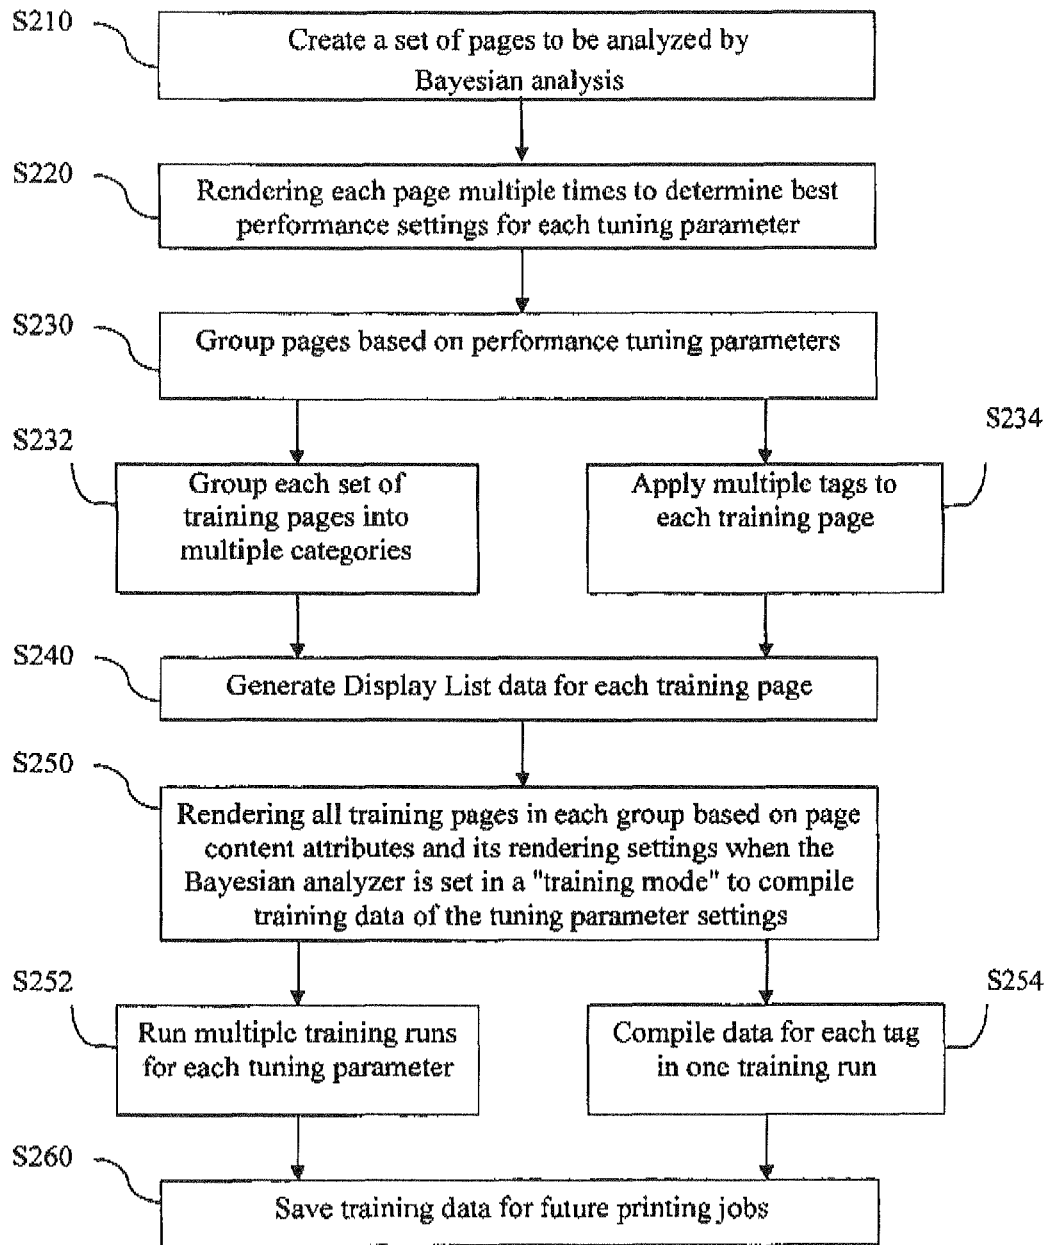 S210
Create a set of pages to be analyzed by
Bayesian analysis
S220
Rendering each page multiple times to determine best
performance settings for each tuning parameter
S230
Group pages based on performance tuning parameters
S232
S234
Group each set of
training pages into
multiple categories
Apply multiple tags to
each training page
S240
Generate Display List data for each training page
S250
Rendering all training pages in each group based on page
content attributes and its rendering settings when the
Bayesian analyzer is set in a "training mode" to compile
training data of the tuning parameter settings
S252
S254
Run multiple training runs
for each tuning parameter
Compile data for each tag
in one training run
S260
Save training data for future printing jobs